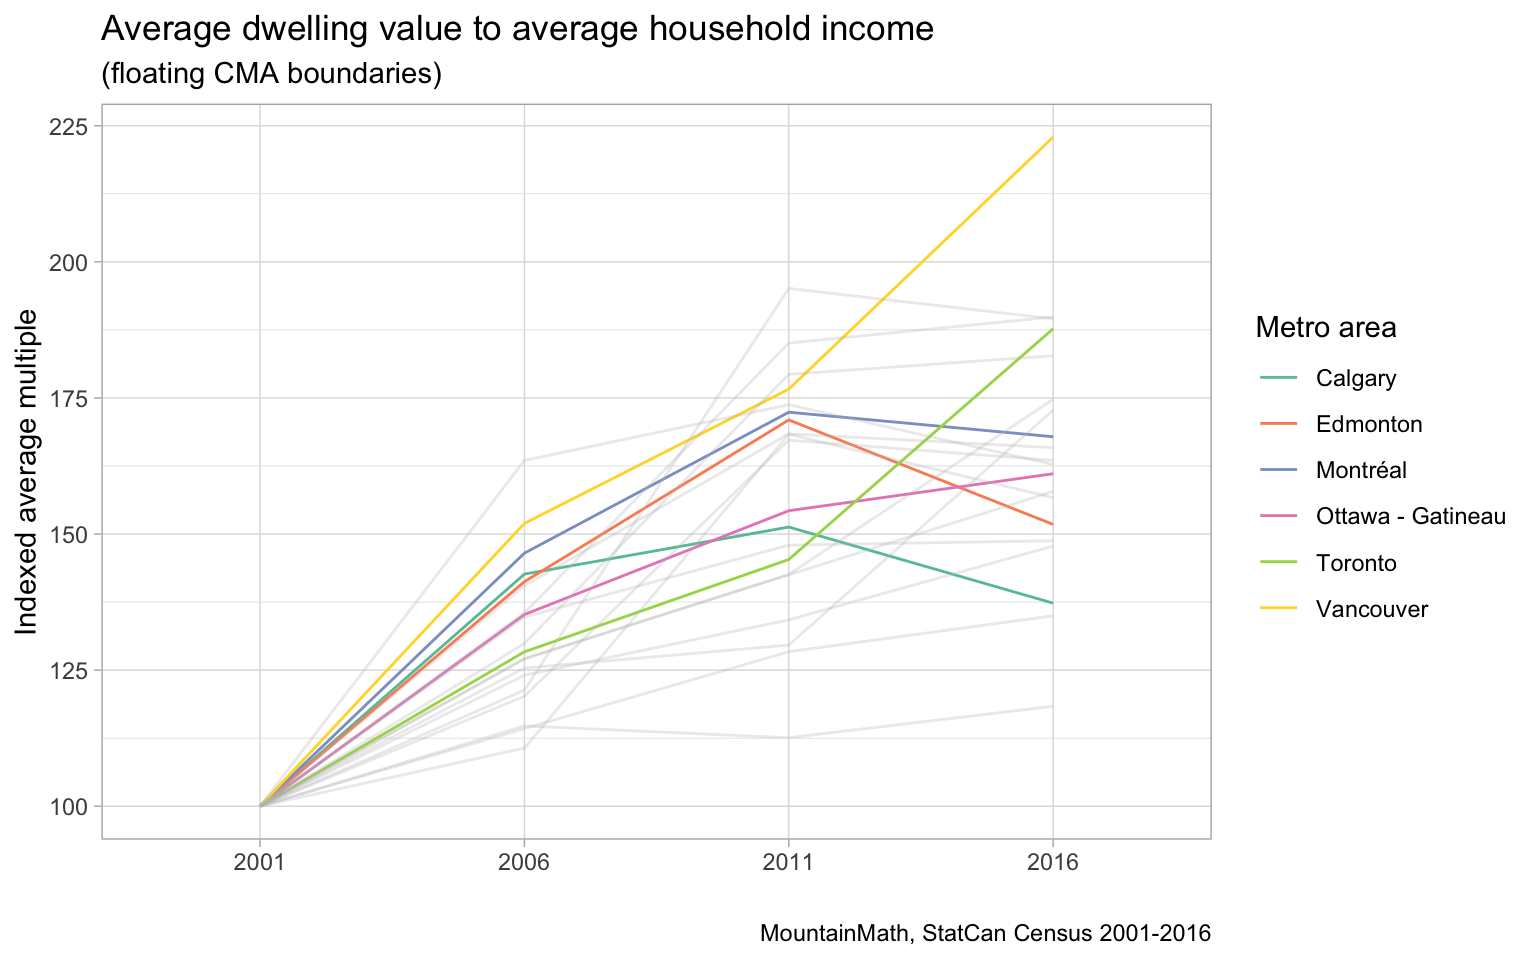 Average dwelling value to average household income
(floating CMA boundaries)
Indexed average multiple
225
200
175
150
125
100
2001
2006
2011
2016
Metro area
Calgary
Edmonton
Montréal
Ottawa - Gatineau
Toronto
Vancouver
MountainMath, StatCan Census 2001-2016